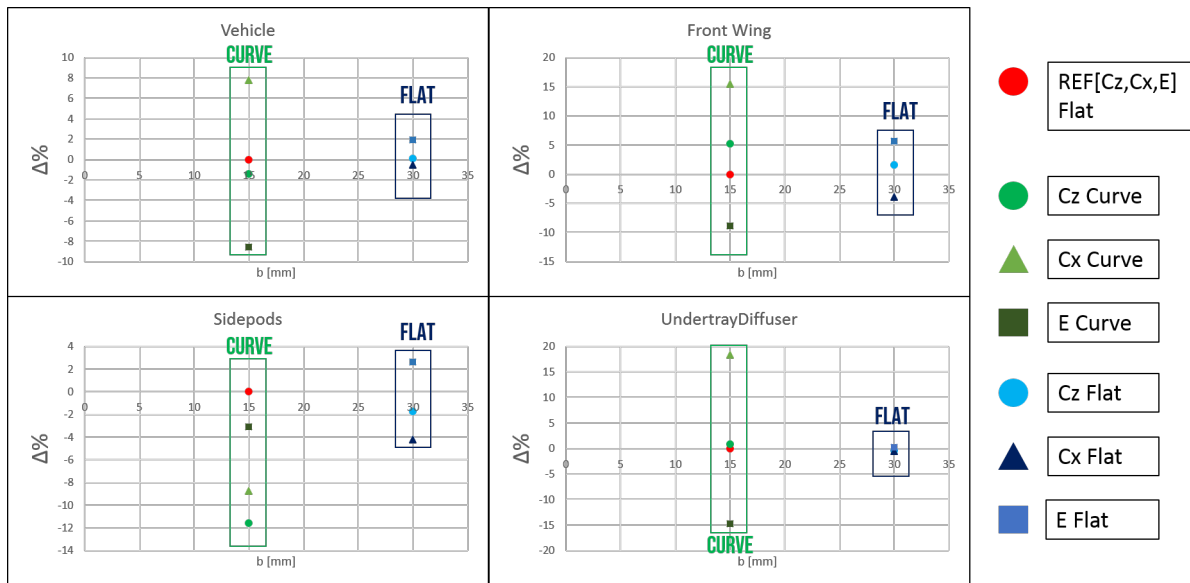 Vehicle
CURVE
FLAT
10
8
6
4
2
0
-2
-4
-6
-8
-10
Δ%
0
5
10
15
20
25
30
35
b [mm]
Front Wing
CURVE
FLAT
20
15
10
5
0
-5
-10
-15
Δ%
0
5
10
15
20
25
30
35
b [mm]
Sidepods
CURVE
FLAT
4
2
0
-2
-4
-6
-8
-10
-12
-14
Δ%
0
5
10
15
20
25
30
35
b [mm]
UndertrayDiffuser
CURVE
FLAT
20
15
10
5
0
-5
-10
-15
-20
Δ%
0
5
10
15
20
25
30
35
b [mm]
REF[Cz,Cx,E]
Flat
Cz Curve
Cx Curve
E Curve
Cz Flat
Cx Flat
E Flat